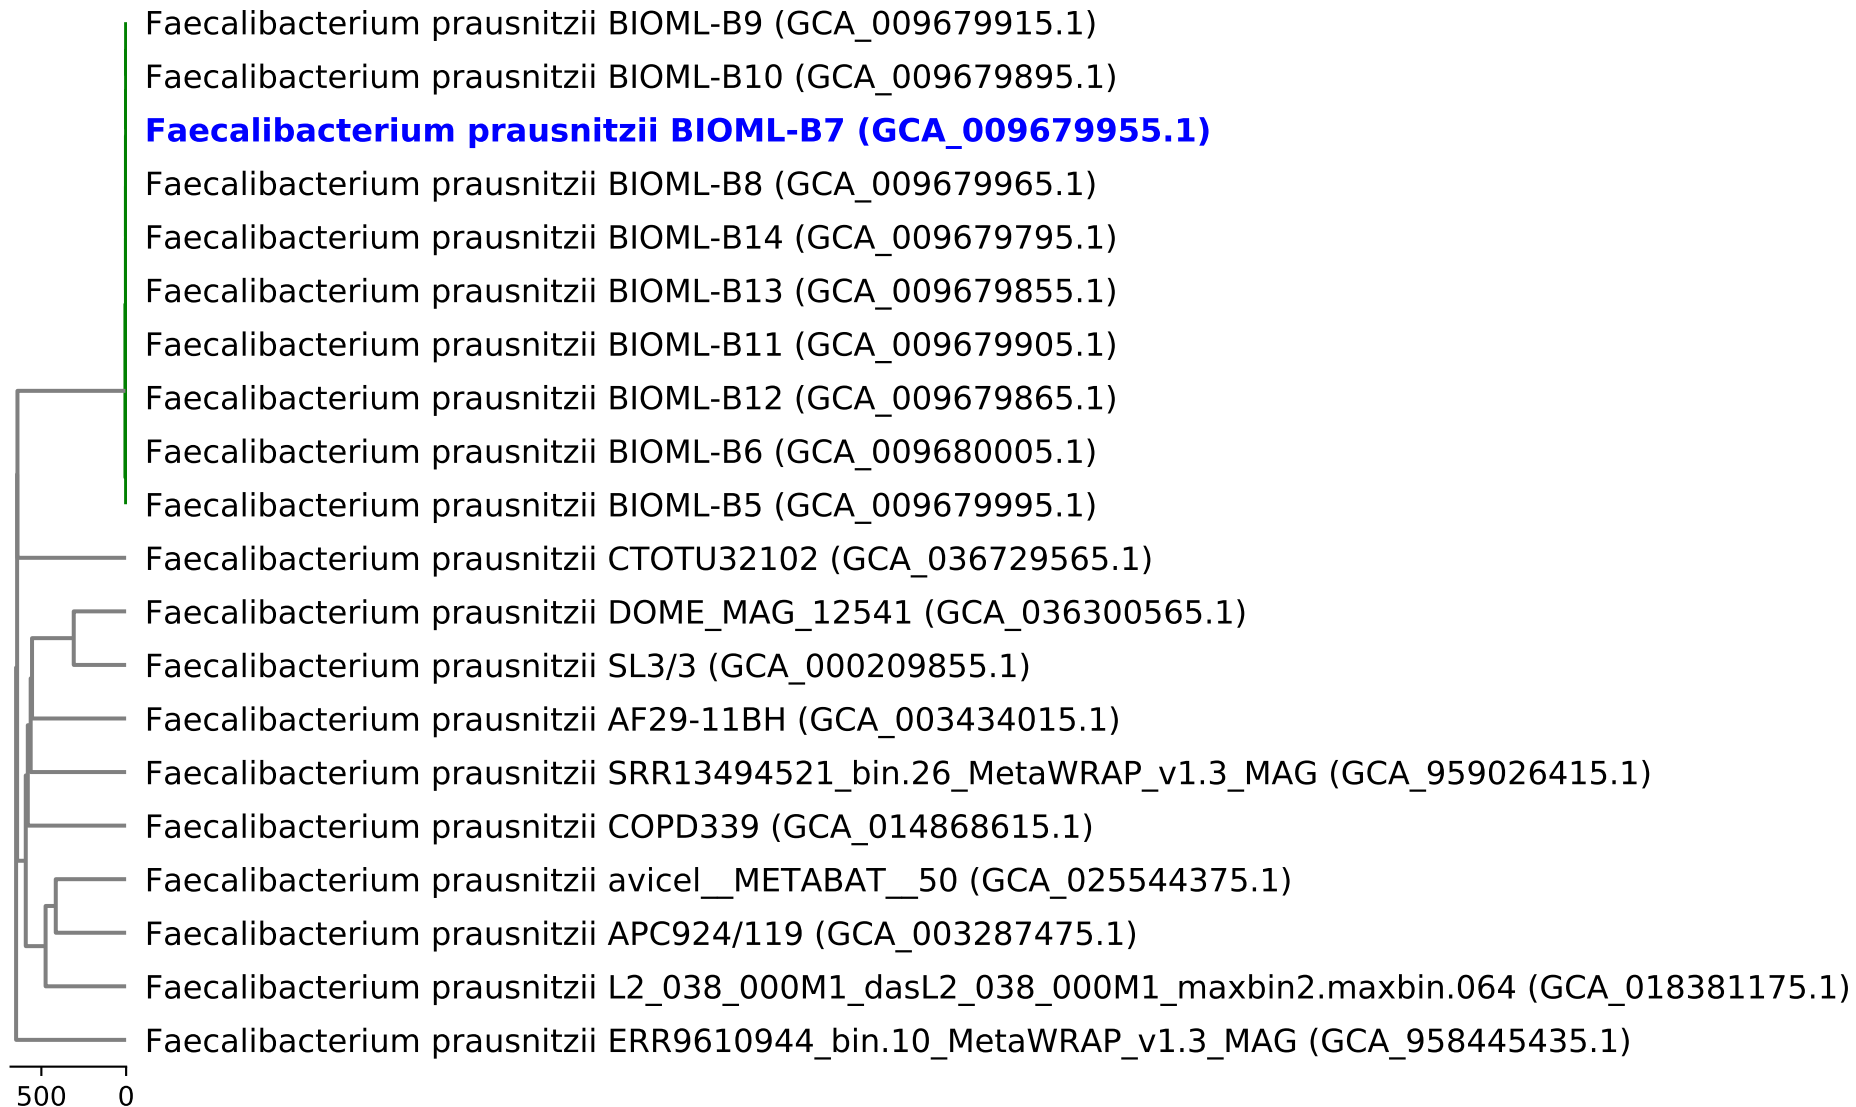 Faecalibacterium prausnitzii BIOML-B9 (GCA_009679915.1)
Faecalibacterium prausnitzii BIOML-B10 (GCA_009679895.1)
Faecalibacterium prausnitzii BIOML-B7 (GCA_009679955.1)
Faecalibacterium prausnitzii BIOML-B8 (GCA_009679965.1)
Faecalibacterium prausnitzii BIOML-B14 (GCA_009679795.1)
Faecalibacterium prausnitzii BIOML-B13 (GCA_009679855.1)
Faecalibacterium prausnitzii BIOML-B11 (GCA_009679905.1)
Faecalibacterium prausnitzii BIOML-B12 (GCA_009679865.1)
Faecalibacterium prausnitzii BIOML-B6 (GCA_009680005.1)
Faecalibacterium prausnitzii BIOML-B5 (GCA_009679995.1)
Faecalibacterium prausnitzii CTOTU32102 (GCA_036729565.1)
Faecalibacterium prausnitzii DOME_MAG_12541 (GCA_036300565.1)
Faecalibacterium prausnitzii SL3/3 (GCA_000209855.1)
Faecalibacterium prausnitzii AF29-11BH (GCA_003434015.1)
Faecalibacterium prausnitzii SRR13494521_bin.26_MetaWRAP_v1.3_MAG (GCA_959026415.1)
Faecalibacterium prausnitzii COPD339 (GCA_014868615.1)
Faecalibacterium prausnitzii avicel__METABAT__50 (GCA_025544375.1)
Faecalibacterium prausnitzii APC924/119 (GCA_003287475.1)
Faecalibacterium prausnitzii L2_038_000M1_dasL2_038_000M1_maxbin2.maxbin.064 (GCA_018381175.1)
Faecalibacterium prausnitzii ERR9610944_bin.10_MetaWRAP_v1.3_MAG (GCA_958445435.1)
500 0